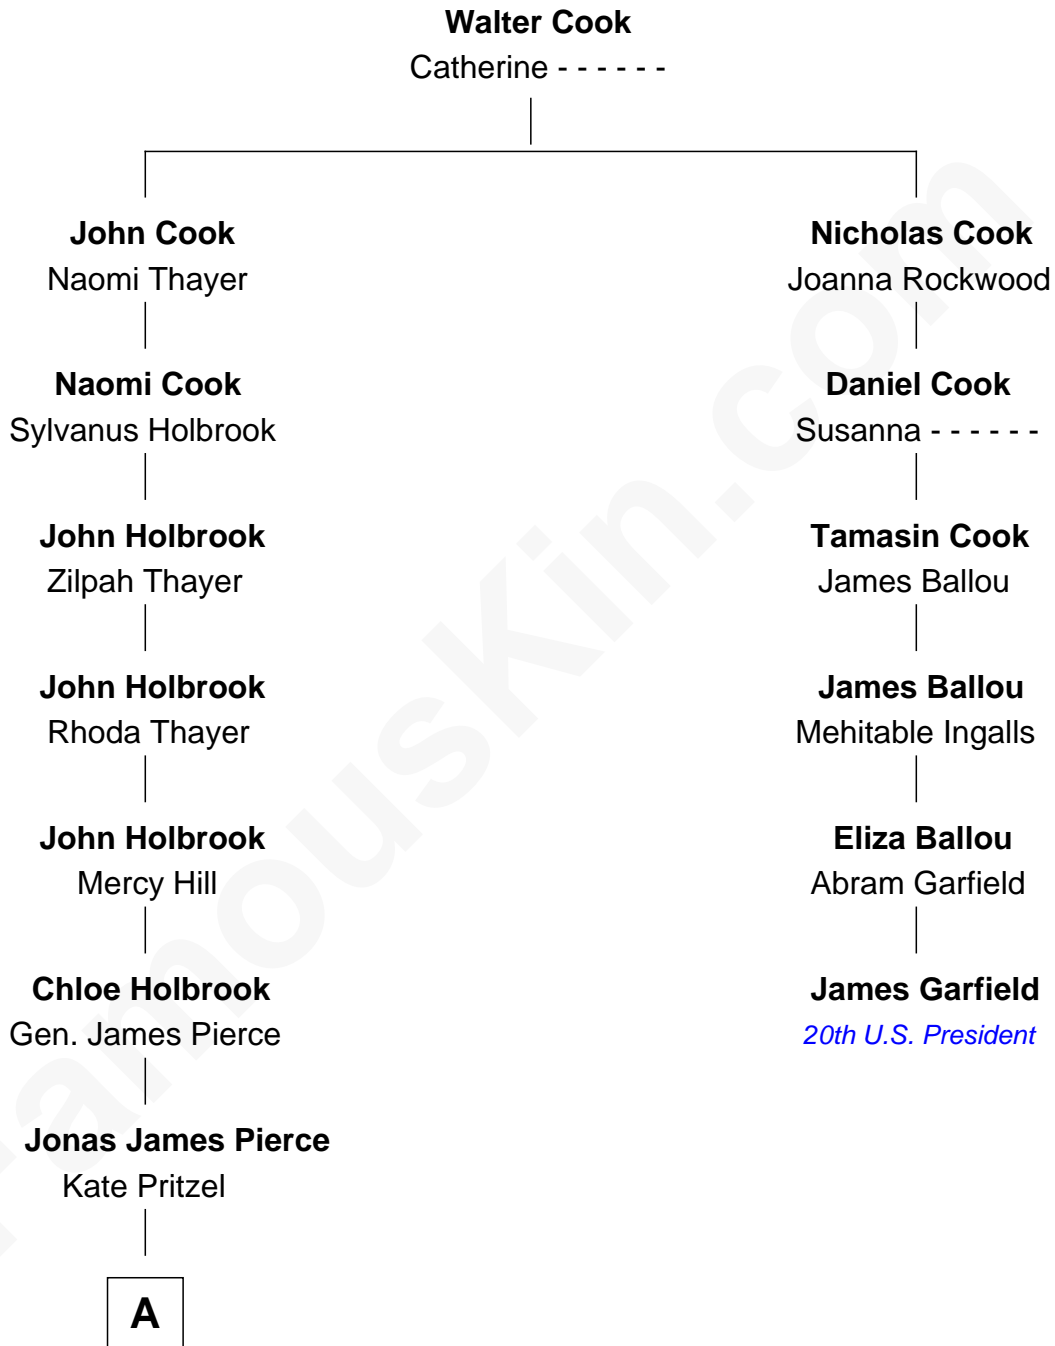 Walter Cook
Catherine - - - - - -
John Cook
Naomi Thayer
Nicholas Cook
Joanna Rockwood
Naomi Cook
Sylvanus Holbrook
Daniel Cook
Susanna - - - - - -
John Holbrook
Zilpah Thayer
Tamasin Cook
James Ballou
John Holbrook
Rhoda Thayer
James Ballou
Mehitable Ingalls
John Holbrook
Mercy Hill
Eliza Ballou
Abram Garfield
Chloe Holbrook
Gen. James Pierce
James Garfield
20th U.S. President
Jonas James Pierce
Kate Pritzel
A
FamousKin.com